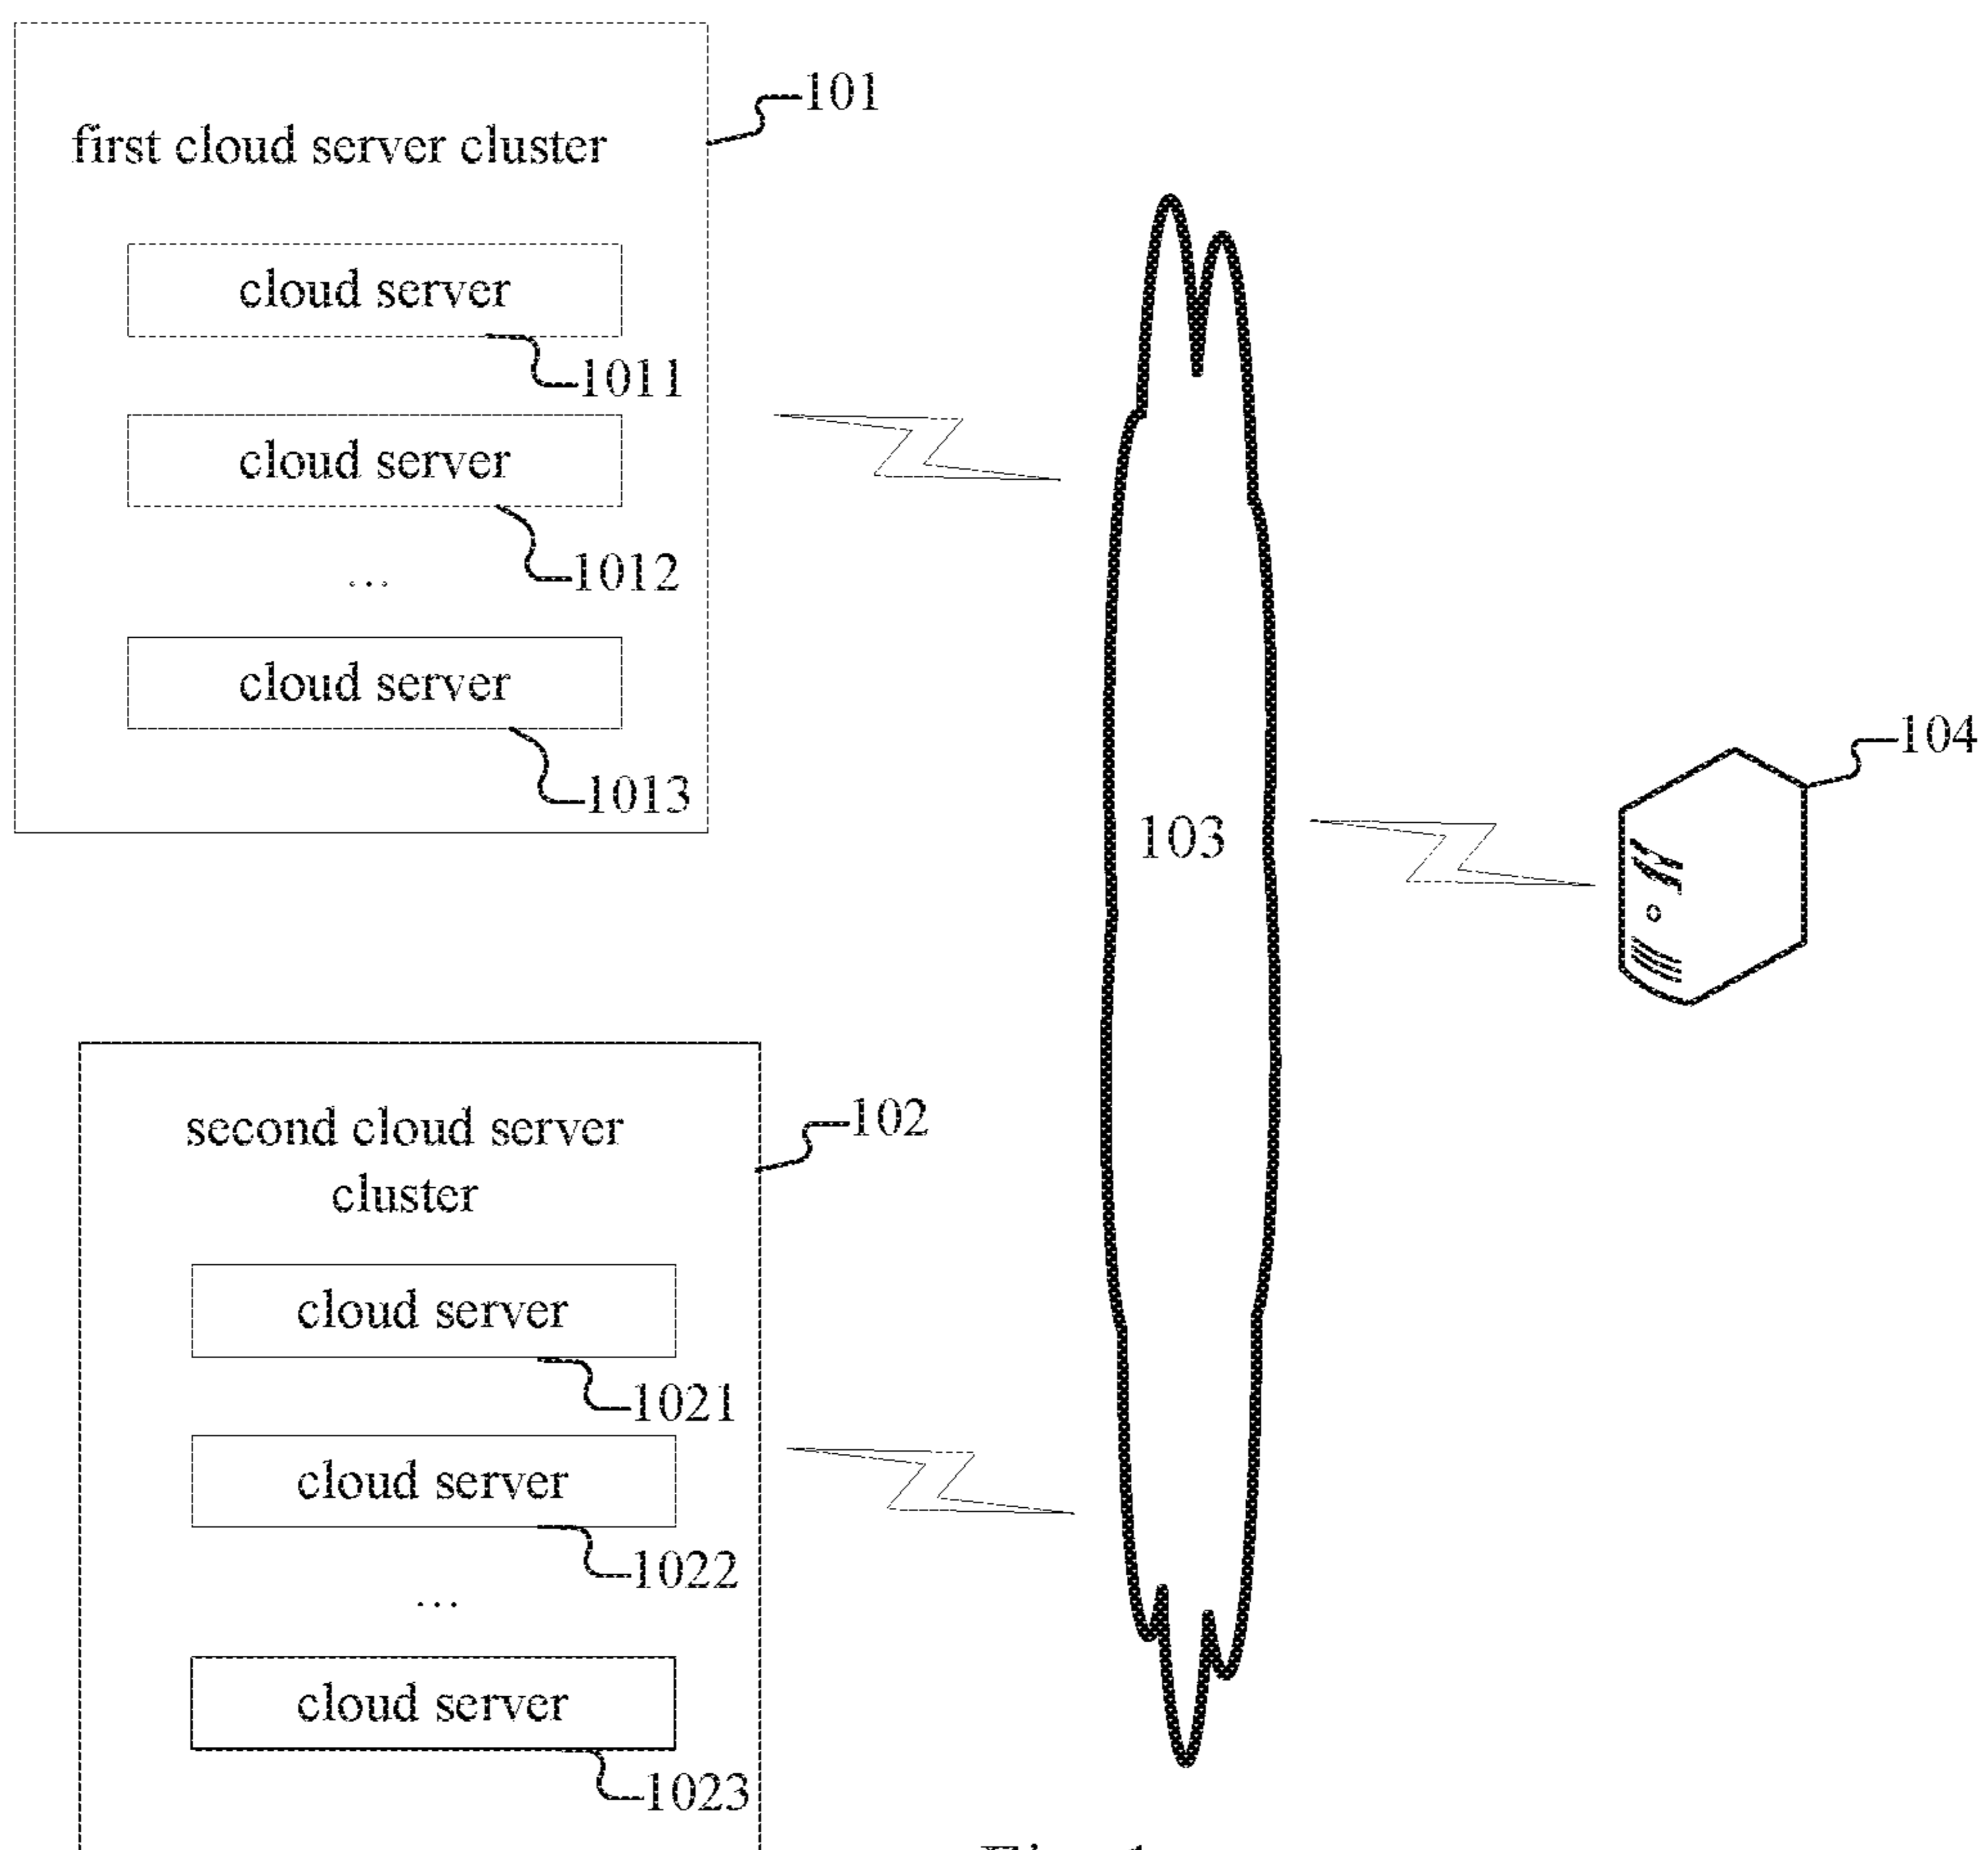 first cloud server cluster
101
cloud server
1011
cloud server
1012
...
cloud server
1013
103
104
second cloud server
cluster
102
cloud server
1021
cloud server
1022
...
cloud server
1023